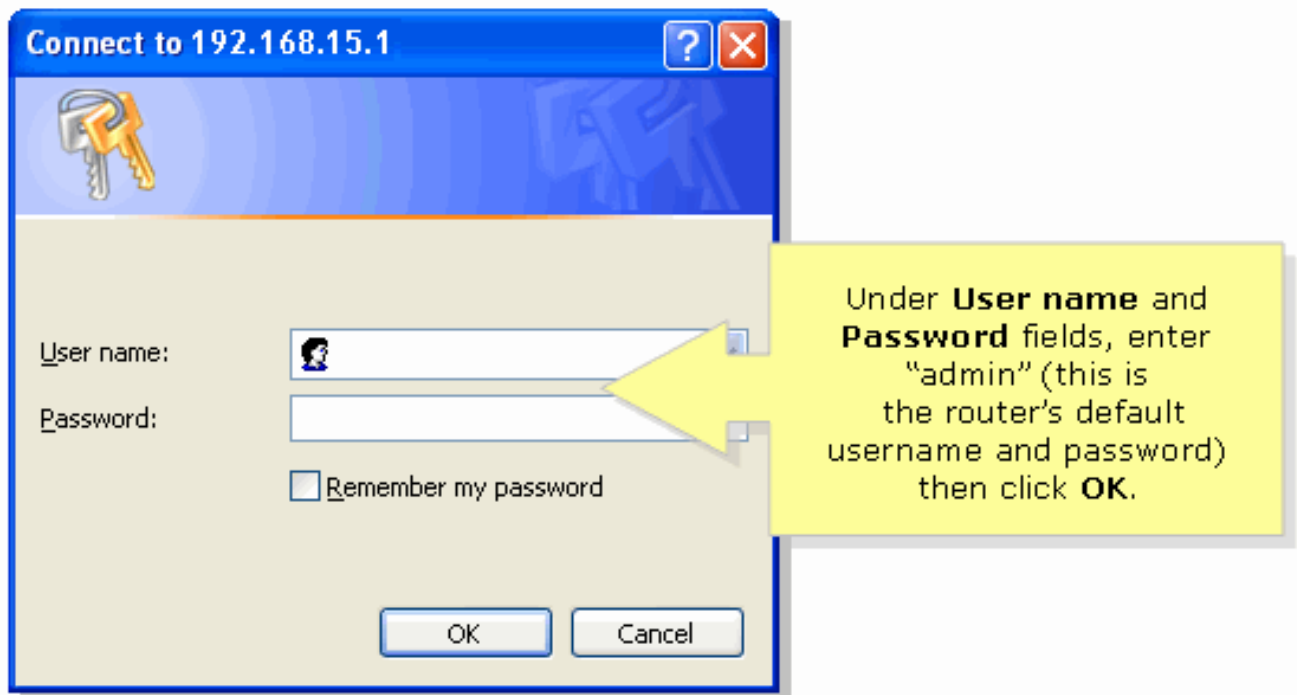 Connect to 192.168.15.1
User name:
Password:
Remember my password
OK Cancel
Under User name and
Password fields, enter
“admin” (this is
the router’s default
username and password)
then click OK.